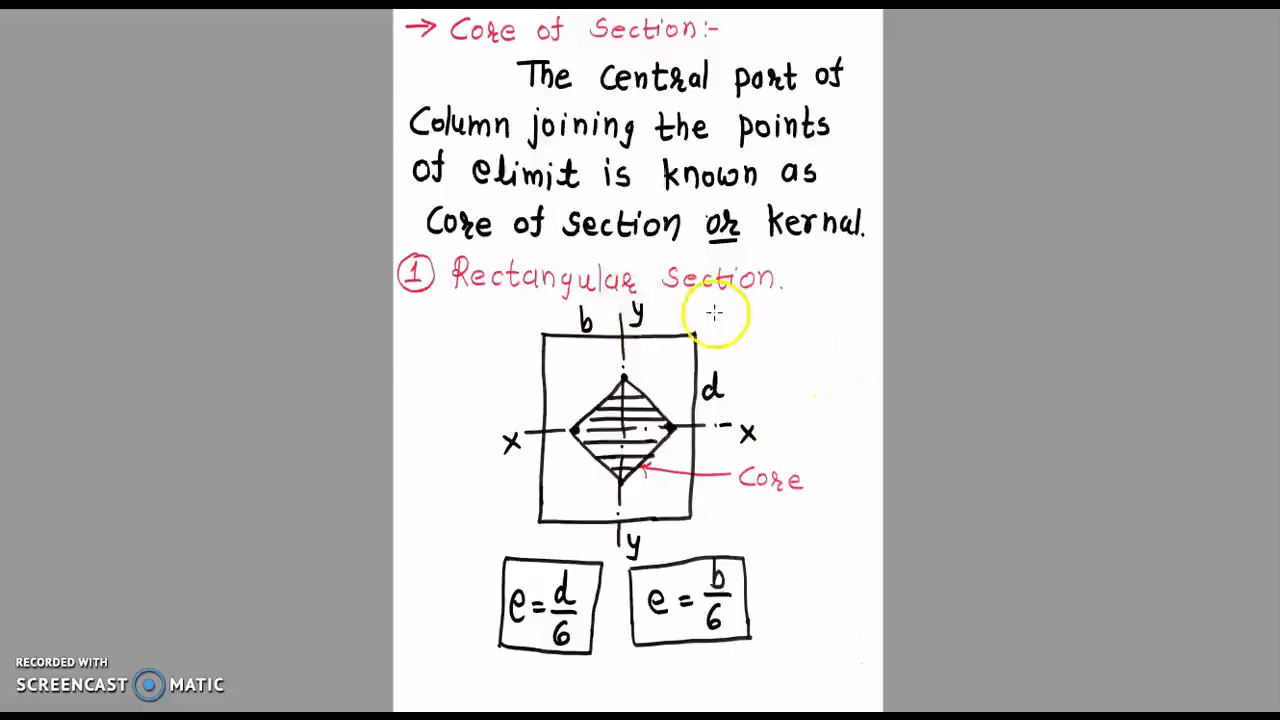 → Core of Section:-
The central part of
Column joining the points
of elimit is known as
Core of section or kernal.
① Rectangular Section.
b y
d
x x
Core
y
e = d/6 e = b/6
RECORDED WITH
SCREENCAST MATIC